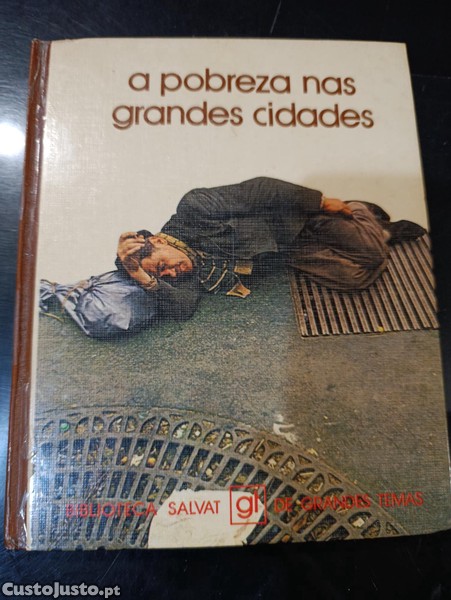 a pobreza nas
grandes cidades
BIBLIOTECA SALVAT gt DE GRANDES TEMAS
CustoJusto.pt